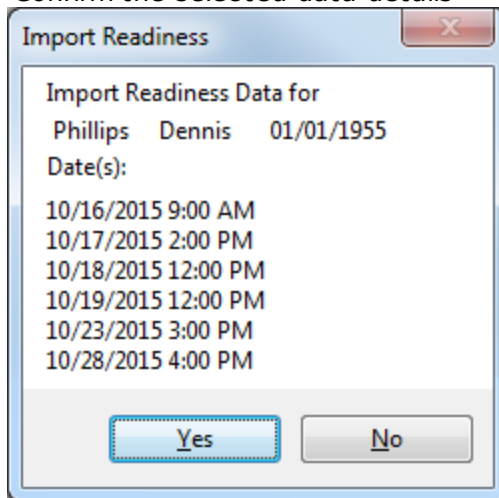 Confirm the selected data details
Import Readiness
Import Readiness Data for
Phillips Dennis 01/01/1955
Date(s):
10/16/2015 9:00 AM
10/17/2015 2:00 PM
10/18/2015 12:00 PM
10/19/2015 12:00 PM
10/23/2015 3:00 PM
10/28/2015 4:00 PM
Yes No